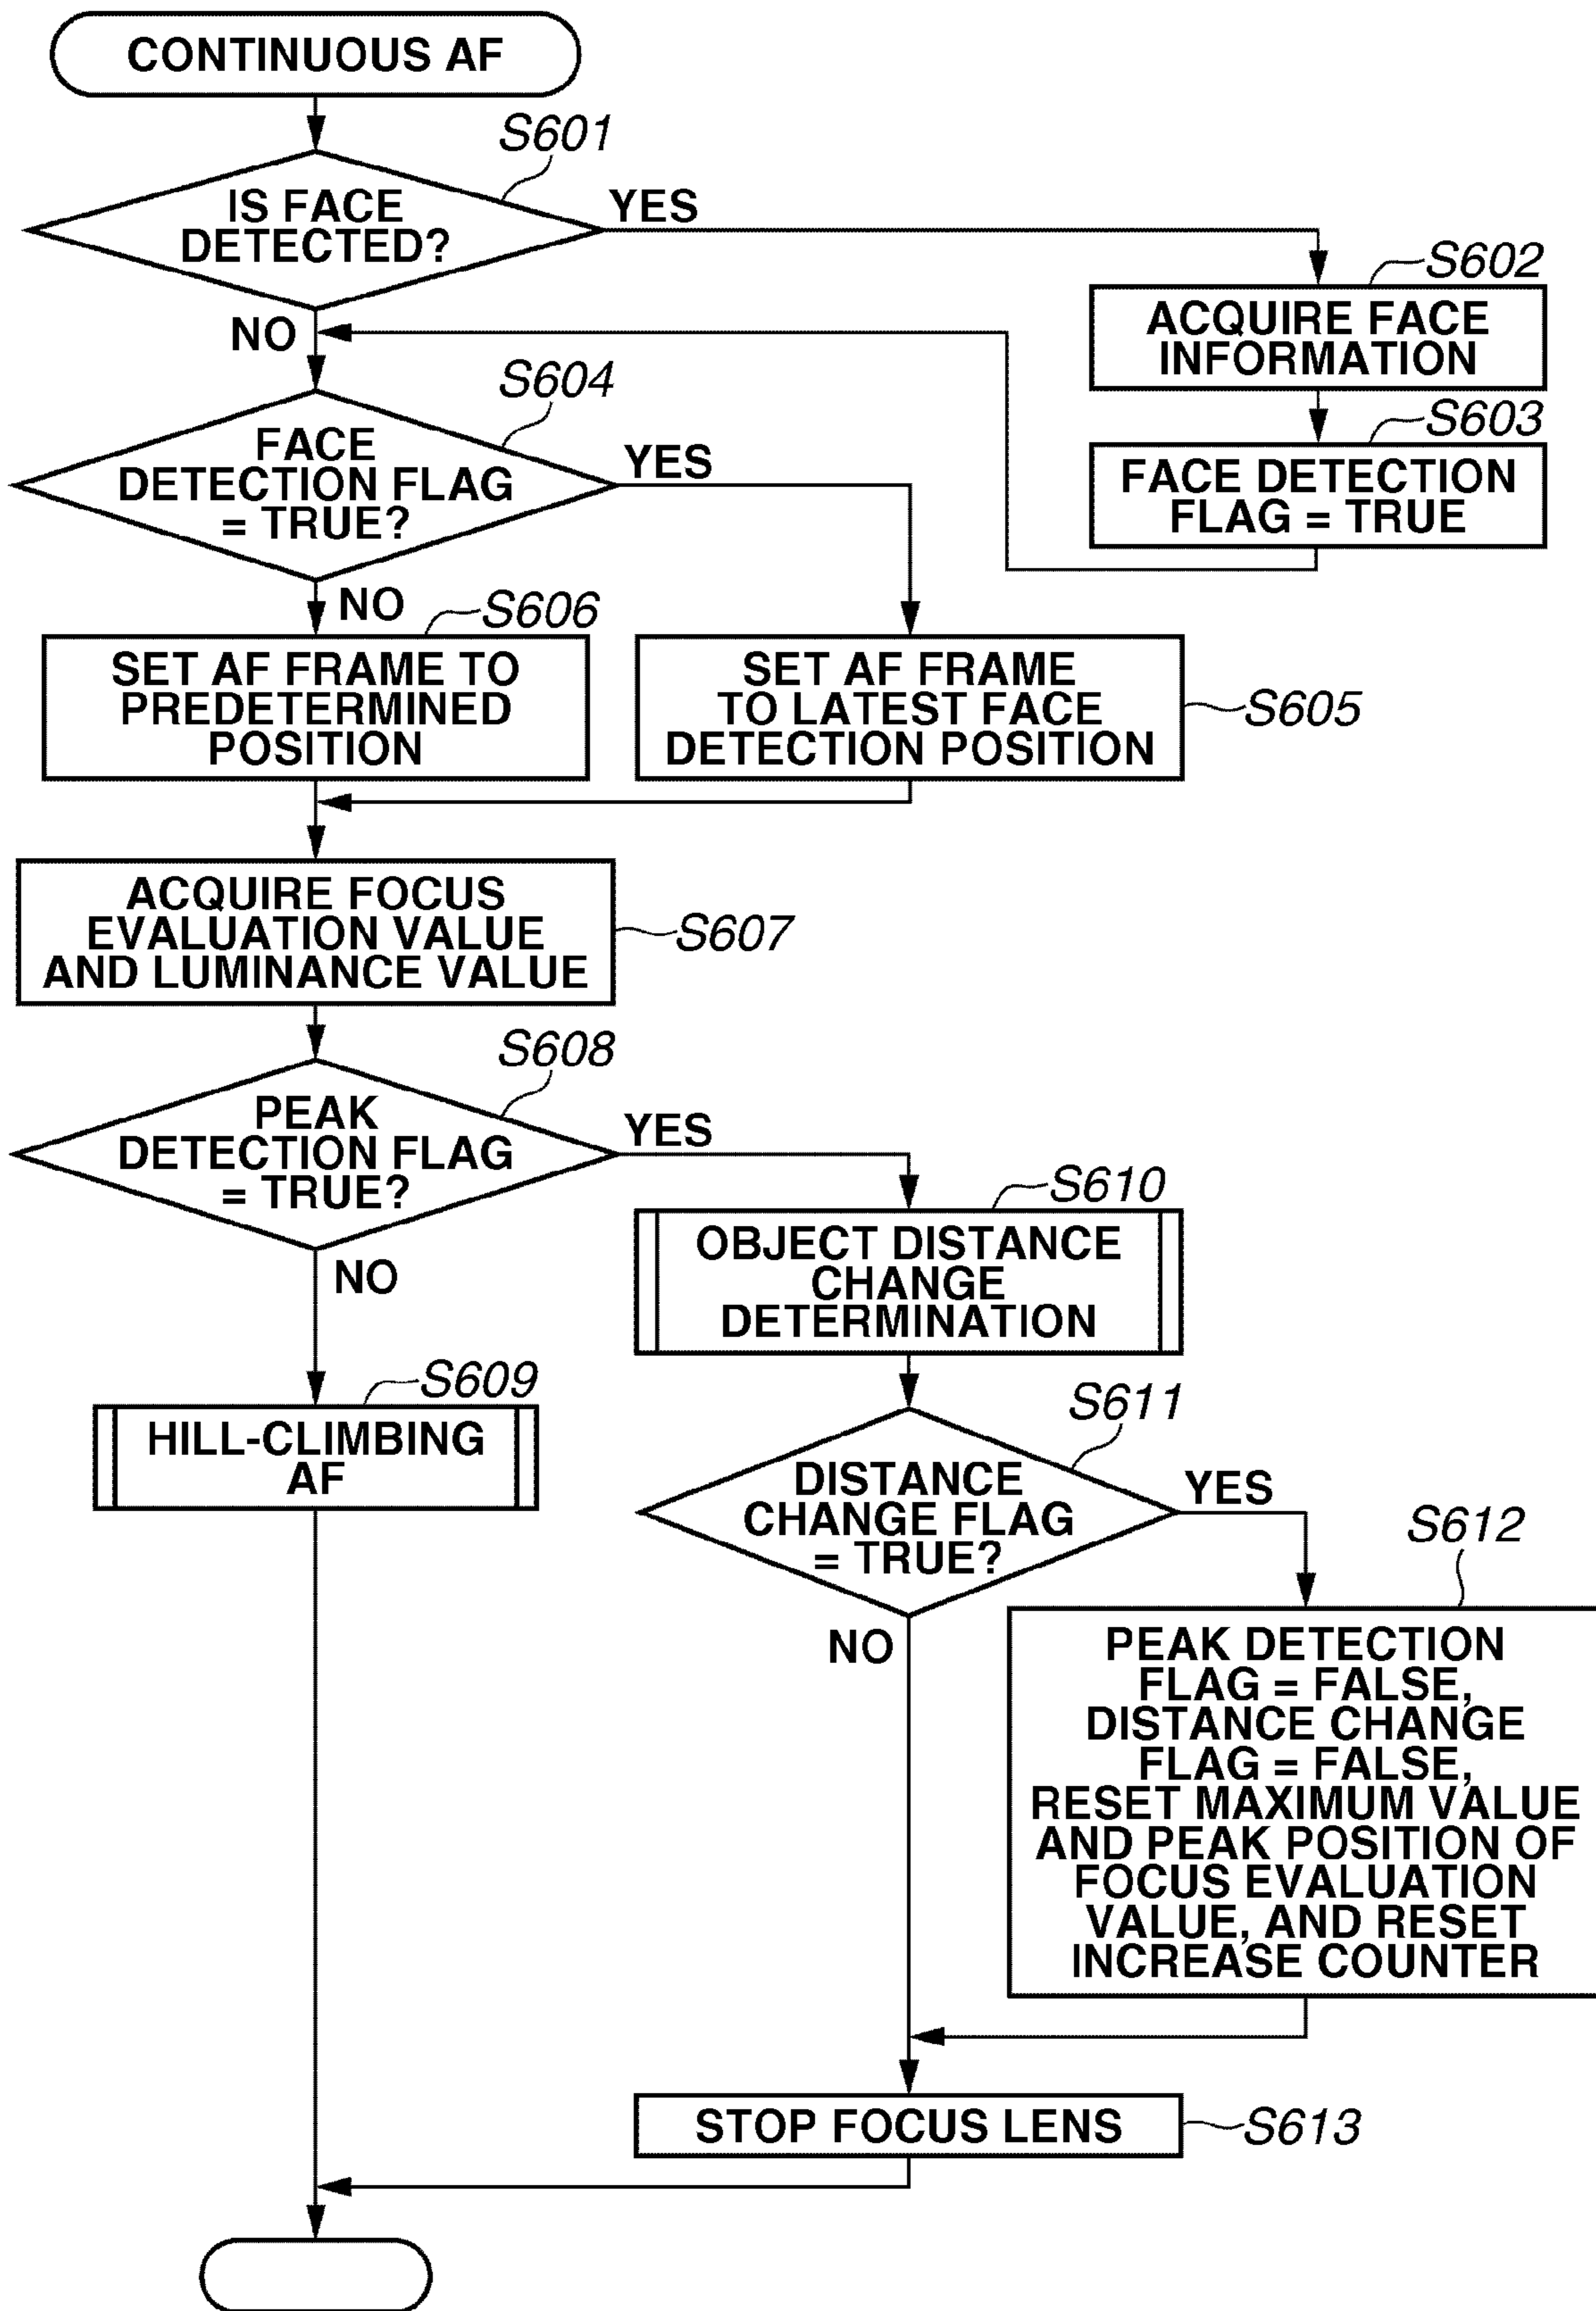 CONTINUOUS AF
S601
IS FACE
DETECTED?
YES
NO
S602
ACQUIRE FACE
INFORMATION
S603
FACE DETECTION
FLAG = TRUE
S604
FACE
DETECTION FLAG
= TRUE?
YES
NO
S606
SET AF FRAME TO
PREDETERMINED
POSITION
SET AF FRAME
TO LATEST FACE
DETECTION POSITION
S605
ACQUIRE FOCUS
EVALUATION VALUE
AND LUMINANCE VALUE
S607
S608
PEAK
DETECTION FLAG
= TRUE?
YES
NO
S610
OBJECT DISTANCE
CHANGE
DETERMINATION
S609
HILL-CLIMBING
AF
S611
DISTANCE
CHANGE FLAG
= TRUE?
YES
NO
S612
PEAK DETECTION
FLAG = FALSE,
DISTANCE CHANGE
FLAG = FALSE,
RESET MAXIMUM VALUE
AND PEAK POSITION OF
FOCUS EVALUATION
VALUE, AND RESET
INCREASE COUNTER
STOP FOCUS LENS
S613